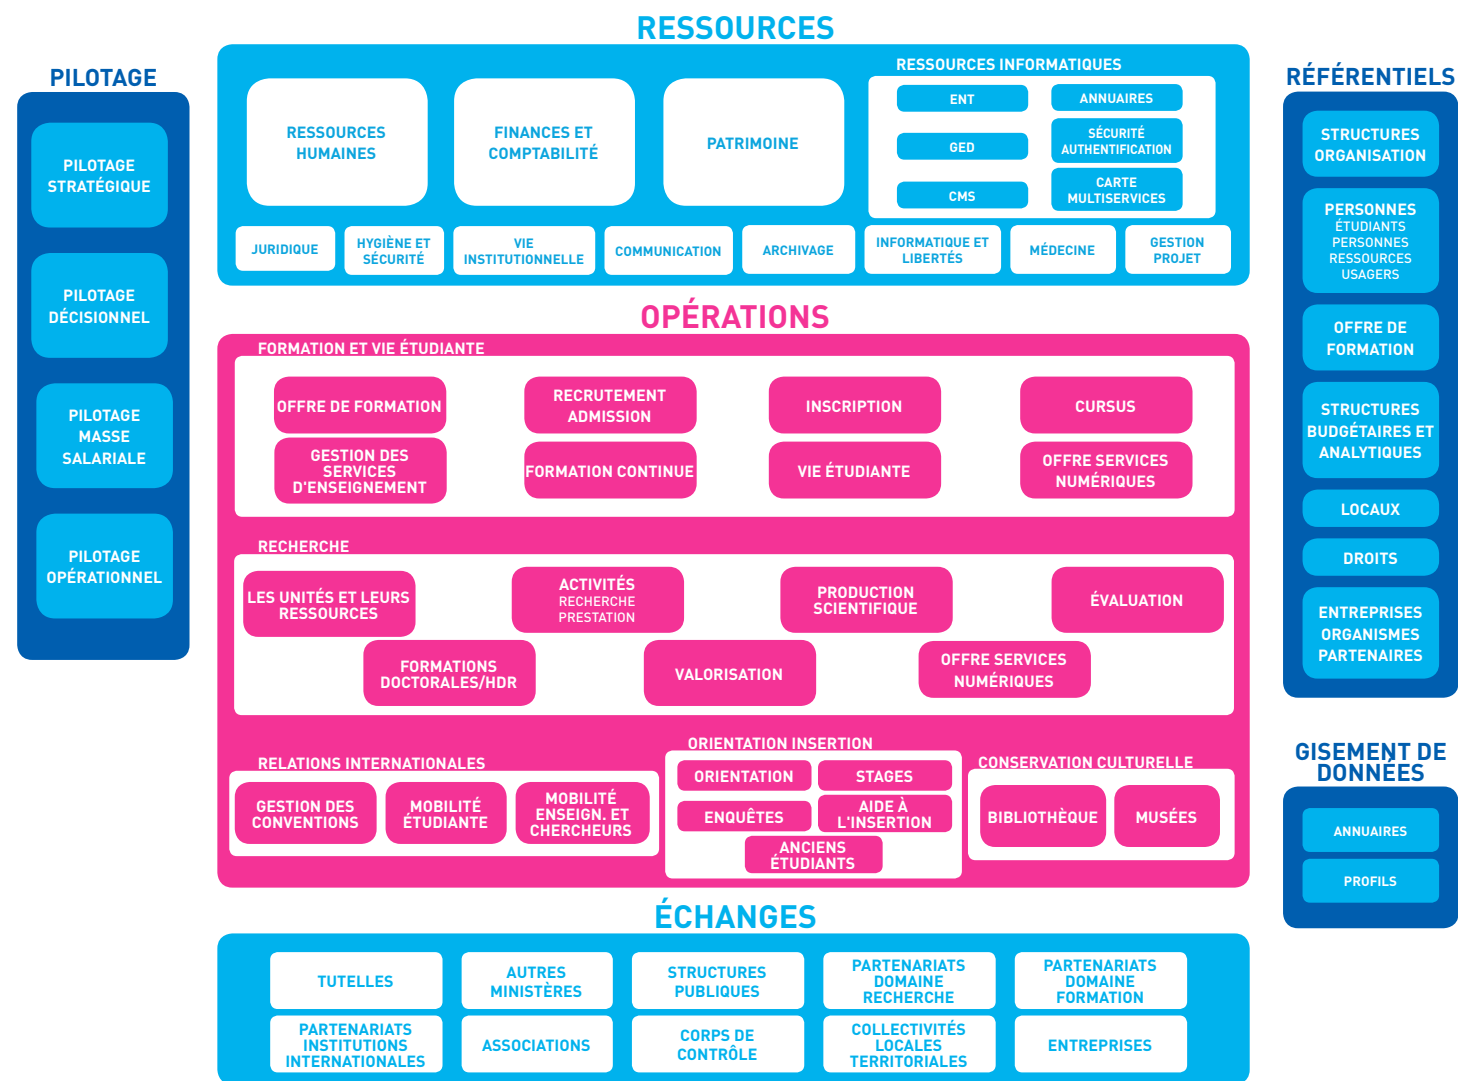 RESSOURCES
PILOTAGE
PILOTAGE
STRATÉGIQUE
PILOTAGE
DÉCISIONNEL
PILOTAGE
MASSE
SALARIALE
PILOTAGE
OPÉRATIONNEL
RESSOURCES
HUMAINES
FINANCES ET
COMPTABILITÉ
PATRIMOINE
RESSOURCES INFORMATIQUES
ENT
ANNUAIRES
GED
SÉCURITÉ
AUTHENTIFICATION
CMS
CARTE
MULTISERVICES
JURIDIQUE
HYGIÈNE ET
SÉCURITÉ
VIE
INSTITUTIONNELLE
COMMUNICATION
ARCHIVAGE
INFORMATIQUE ET
LIBERTÉS
MÉDECINE
GESTION
PROJET
OPÉRATIONS
FORMATION ET VIE ÉTUDIANTE
OFFRE DE FORMATION
RECRUTEMENT
ADMISSION
INSCRIPTION
CURSUS
GESTION DES
SERVICES
D'ENSEIGNEMENT
FORMATION CONTINUE
VIE ÉTUDIANTE
OFFRE SERVICES
NUMÉRIQUES
RECHERCHE
LES UNITÉS ET LEURS
RESSOURCES
ACTIVITÉS
RECHERCHE
PRESTATION
PRODUCTION
SCIENTIFIQUE
ÉVALUATION
FORMATIONS
DOCTORALES/HDR
VALORISATION
OFFRE SERVICES
NUMÉRIQUES
RELATIONS INTERNATIONALES
GESTION DES
CONVENTIONS
MOBILITÉ
ÉTUDIANTE
MOBILITÉ
ENSEIGN. ET
CHERCHEURS
ORIENTATION INSERTION
ORIENTATION
STAGES
ENQUÊTES
AIDE À
L'INSERTION
ANCIENS
ÉTUDIANTS
CONSERVATION CULTURELLE
BIBLIOTHÈQUE
MUSÉES
ÉCHANGES
TUTELLES
AUTRES
MINISTÈRES
STRUCTURES
PUBLIQUES
PARTENARIATS
DOMAINE
RECHERCHE
PARTENARIATS
DOMAINE
FORMATION
PARTENARIATS
INSTITUTIONS
INTERNATIONALES
ASSOCIATIONS
CORPS DE
CONTRÔLE
COLLECTIVITÉS
LOCALES
TERRITORIALES
ENTREPRISES
RÉFÉRENTIELS
STRUCTURES
ORGANISATION
PERSONNES
ÉTUDIANTS
PERSONNES
RESSOURCES
USAGERS
OFFRE DE
FORMATION
STRUCTURES
BUDGÉTAIRES ET
ANALYTIQUES
LOCAUX
DROITS
ENTREPRISES
ORGANISMES
PARTENAIRES
GISEMENT DE
DONNÉES
ANNUAIRES
PROFILS